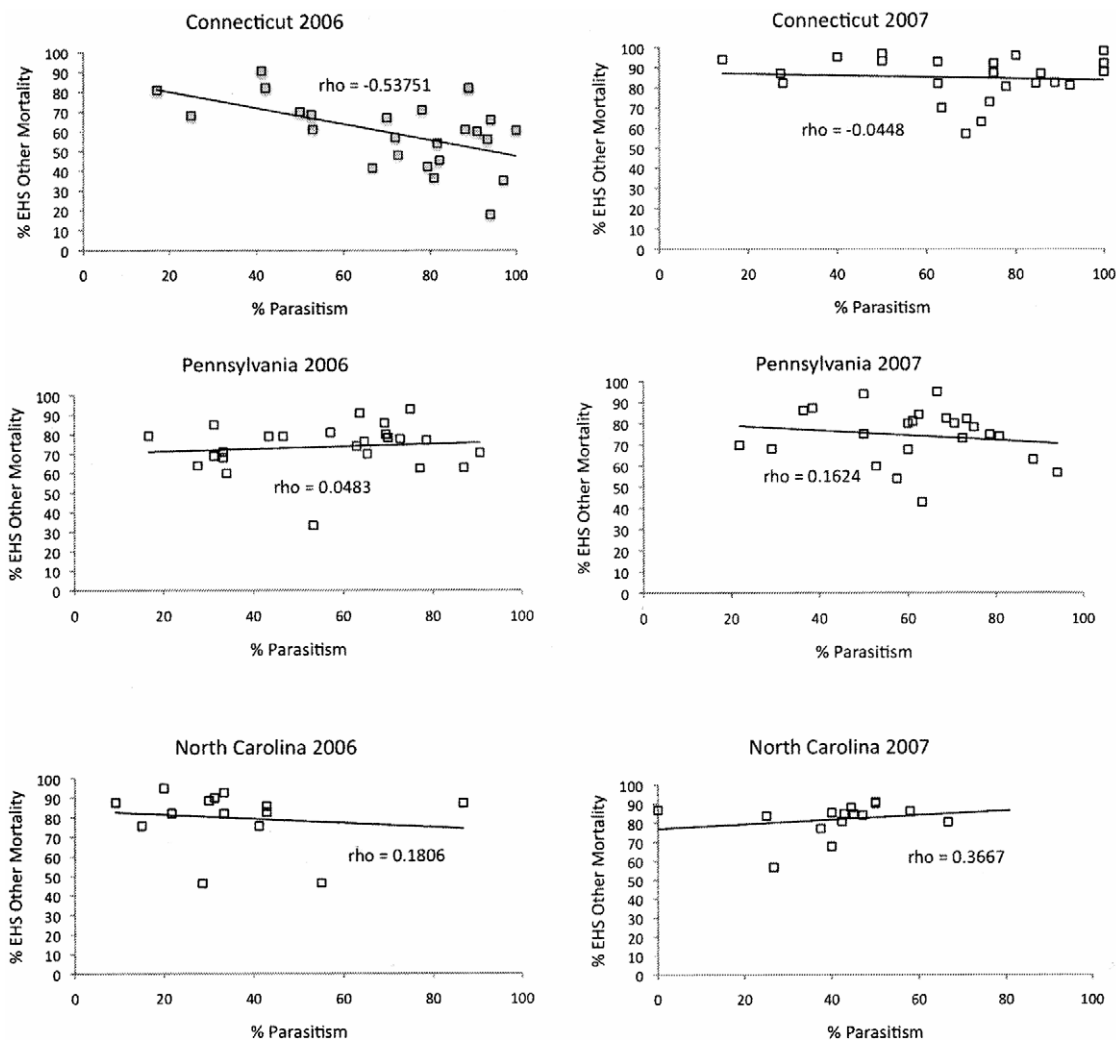 Connecticut 2006
% EHS Other Mortality
100
90
80
70
60
50
40
30
20
10
0
rho = -0.53751
0 20 40 60 80 100
% Parasitism
Connecticut 2007
% EHS Other Mortality
100
90
80
70
60
50
40
30
20
10
0
rho = -0.0448
0 20 40 60 80 100
% Parasitism
Pennsylvania 2006
% EHS Other Mortality
100
90
80
70
60
50
40
30
20
10
0
rho = 0.0483
0 20 40 60 80 100
% Parasitism
Pennsylvania 2007
% EHS Other Mortality
100
90
80
70
60
50
40
30
20
10
0
rho = 0.1624
0 20 40 60 80 100
% Parasitism
North Carolina 2006
% EHS Other Mortality
100
90
80
70
60
50
40
30
20
10
0
rho = 0.1806
0 20 40 60 80 100
% Parasitism
North Carolina 2007
% EHS Other Mortality
100
90
80
70
60
50
40
30
20
10
0
rho = 0.3667
0 20 40 60 80 100
% Parasitism